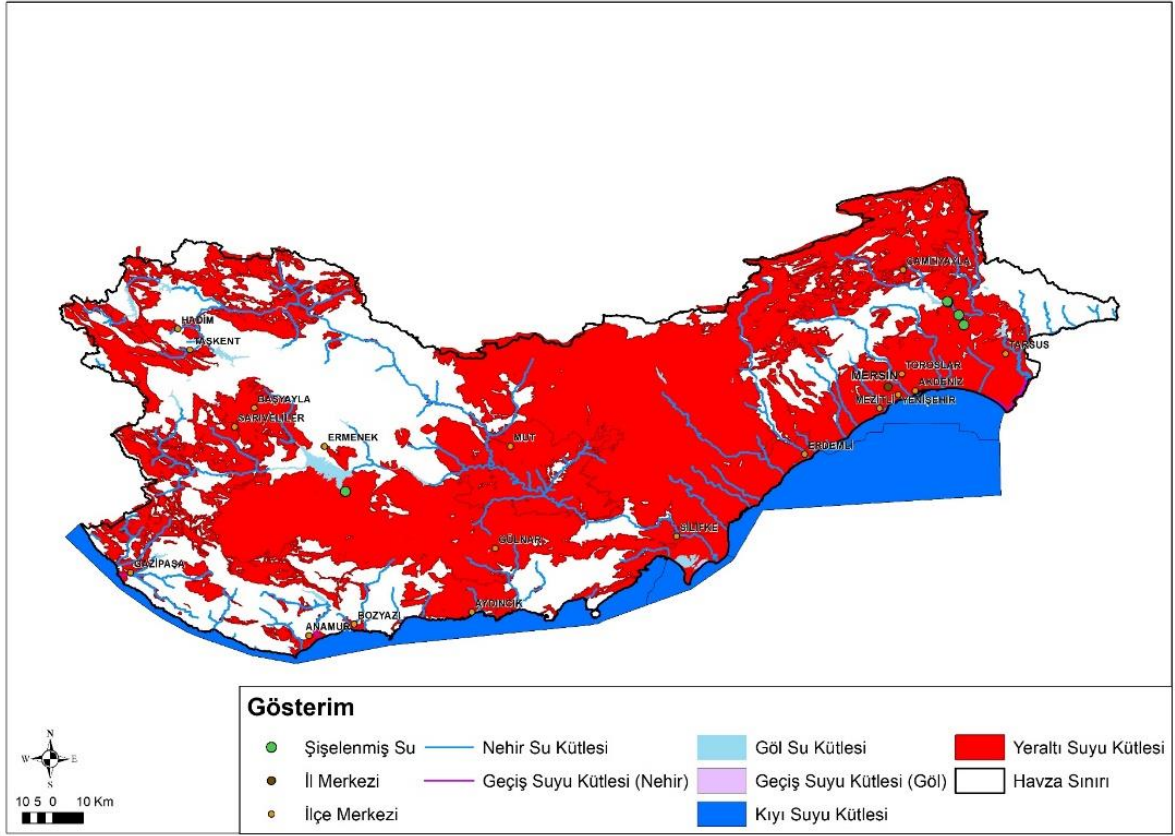 ÇAMLIYAYLA
HADİM
TAŞKENT
TARSUS
TOROSLAR
MERSİN
AKDENİZ
MEZİTLİ
YENİŞEHİR
BAŞYAYLA
SARIVELİLER
ERMENEK
MUT
ERDEMLİ
SİLİFKE
GÜLNAR
GAZİPAŞA
AYDINCIK
BOZYAZI
ANAMUR
Gösterim
Şişelenmiş Su
Nehir Su Kütlesi
Göl Su Kütlesi
Yeraltı Suyu Kütlesi
İl Merkezi
Geçiş Suyu Kütlesi (Nehir)
Geçiş Suyu Kütlesi (Göl)
Havza Sınırı
İlçe Merkezi
Kıyı Suyu Kütlesi
N
W
E
S
10 5 0 10 Km